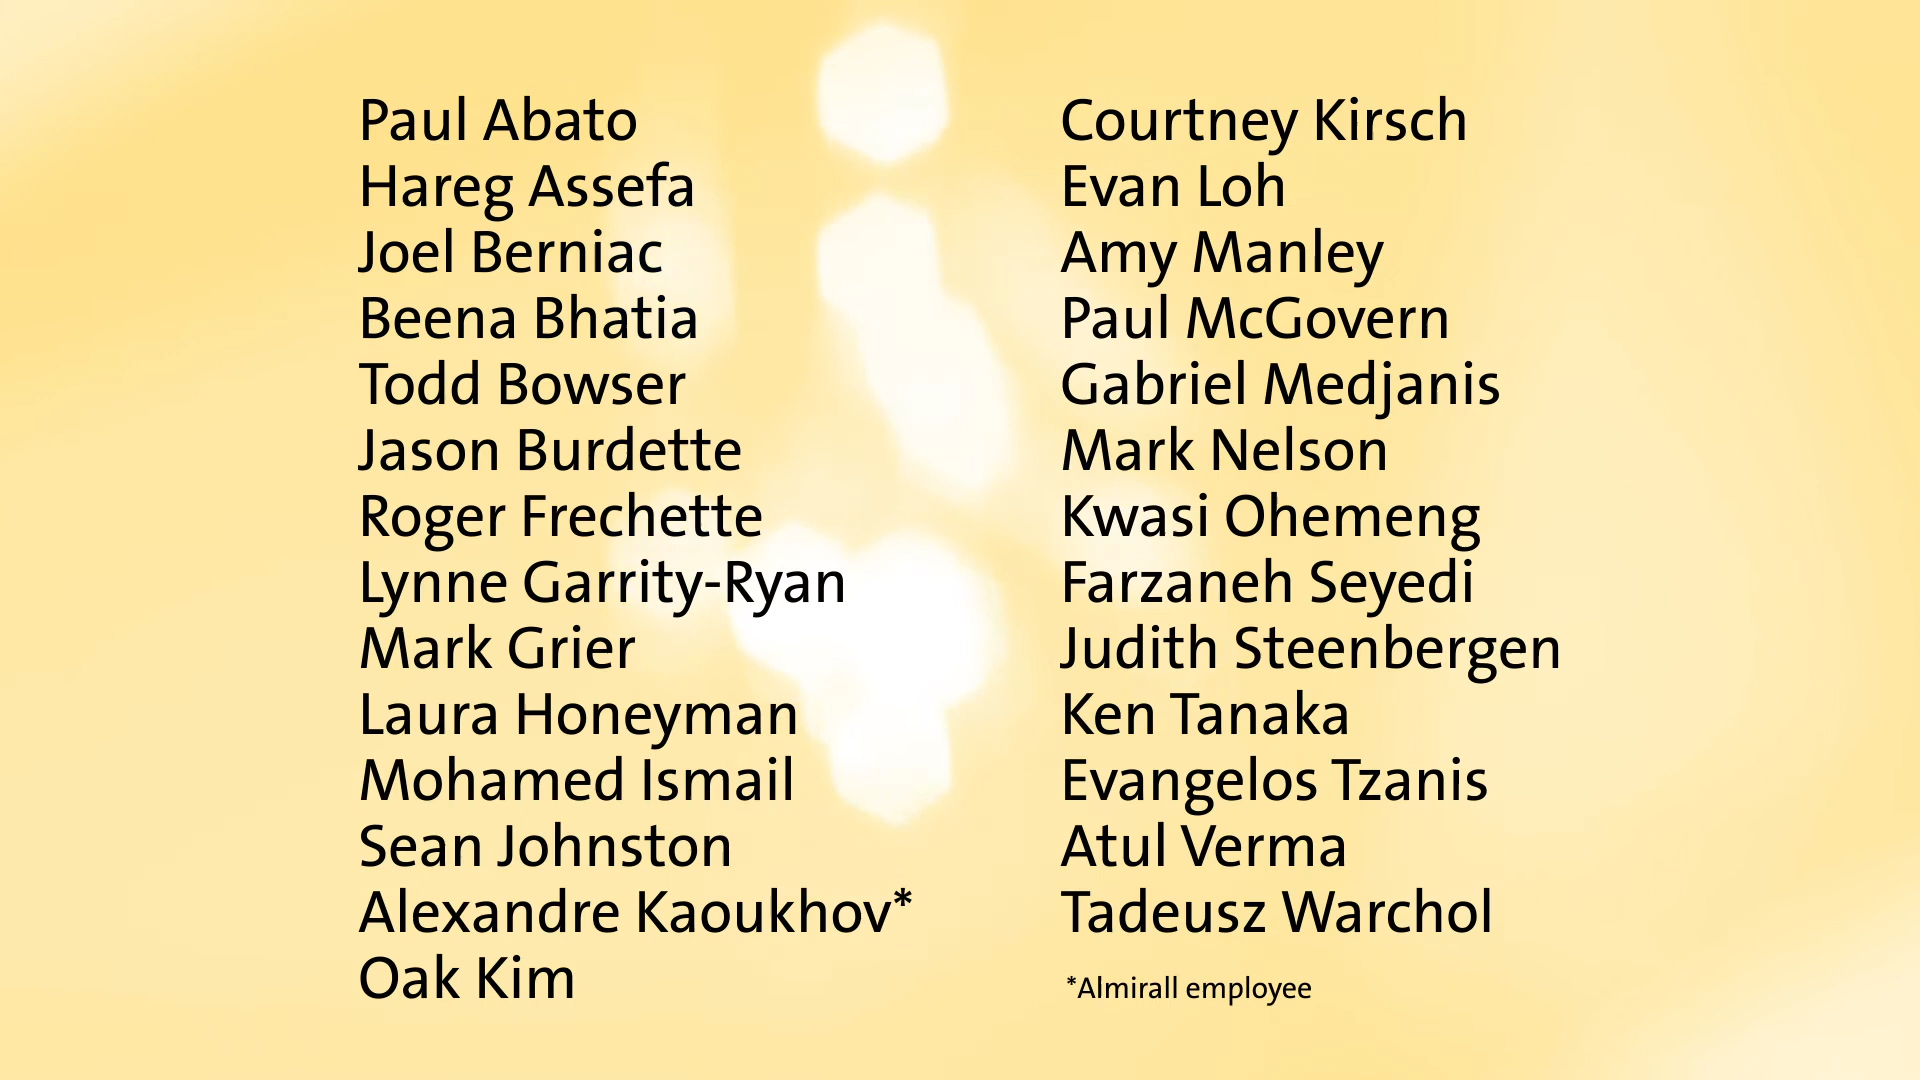 Paul Abato
Hareg Assefa
Joel Berniac
Beena Bhatia
Todd Bowser
Jason Burdette
Roger Frechette
Lynne Garrity-Ryan
Mark Grier
Laura Honeyman
Mohamed Ismail
Sean Johnston
Alexandre Kaoukhov*
Oak Kim
Courtney Kirsch
Evan Loh
Amy Manley
Paul McGovern
Gabriel Medjanis
Mark Nelson
Kwasi Ohemeng
Farzaneh Seyedi
Judith Steenbergen
Ken Tanaka
Evangelos Tzanis
Atul Verma
Tadeusz Warchol
*Almirall employee